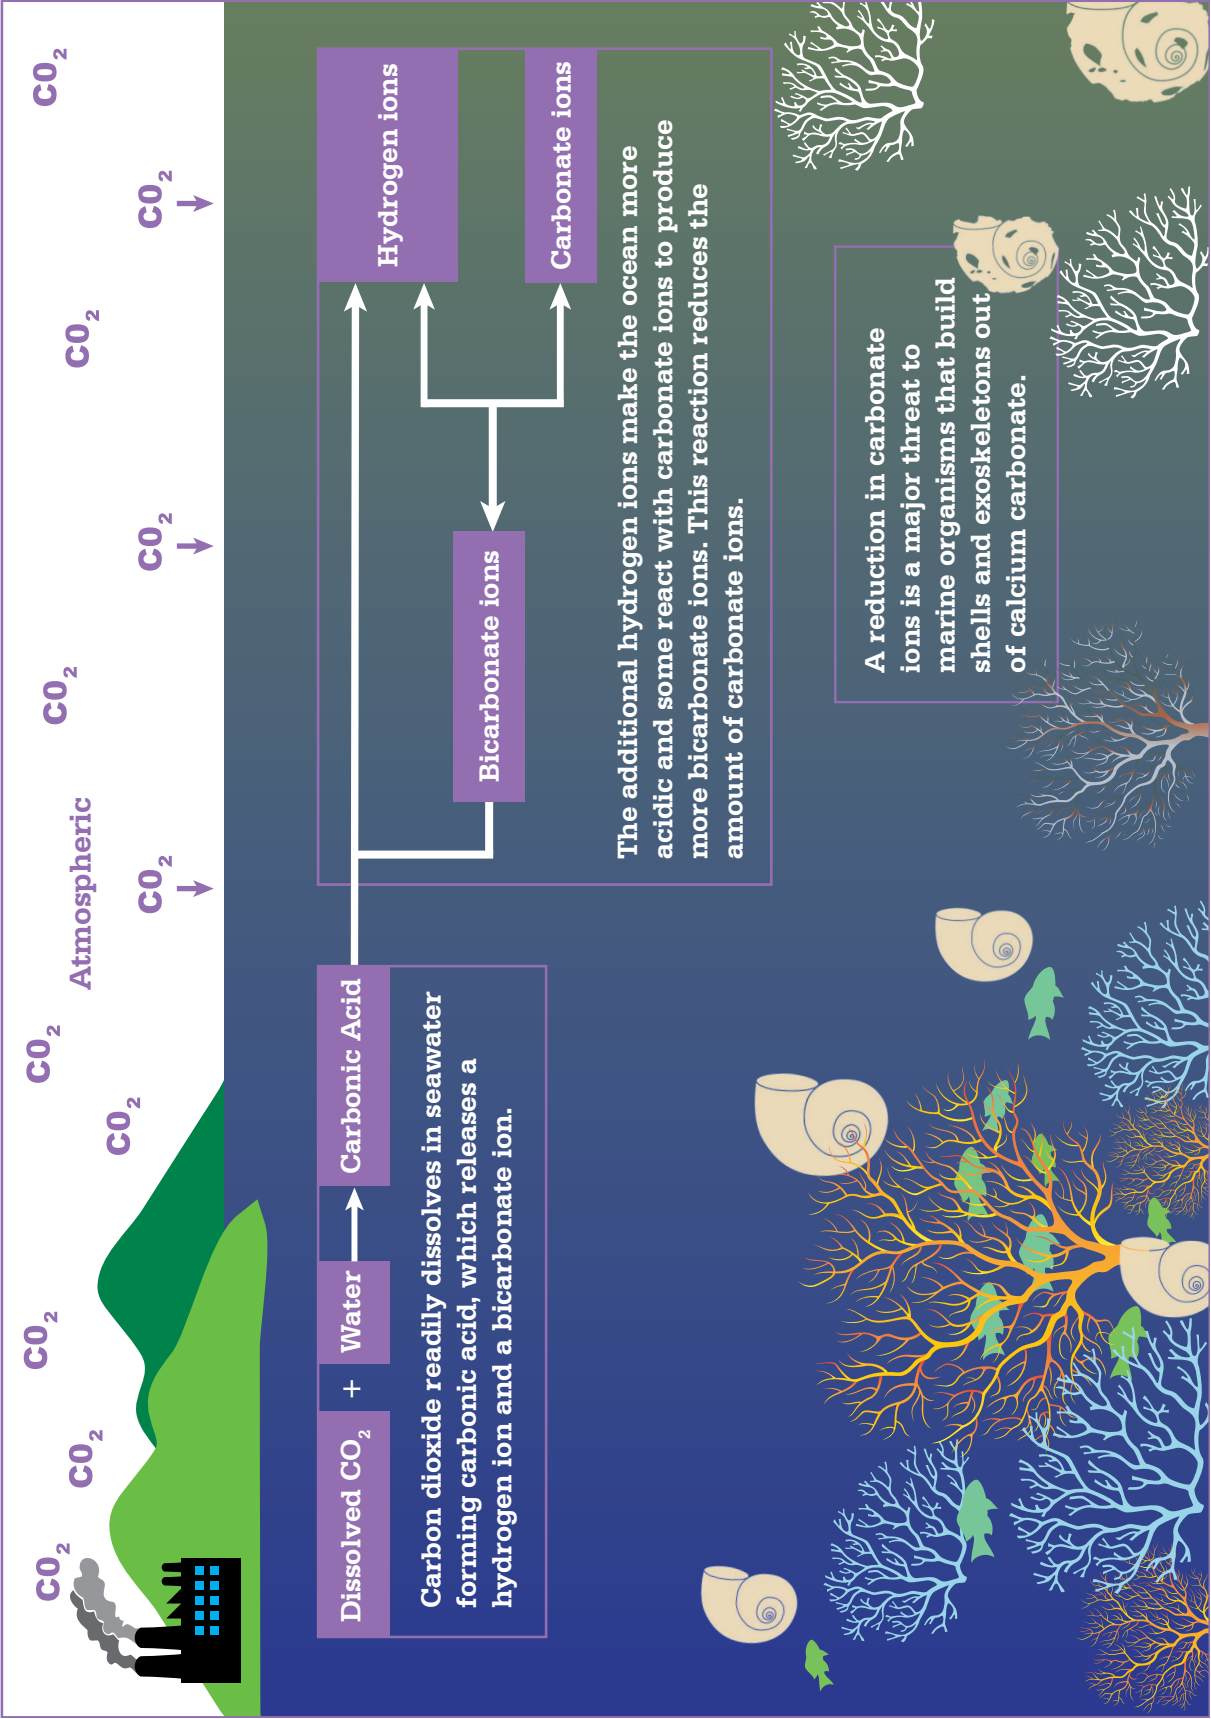 CO₂
CO₂
CO₂
CO₂
CO₂
Atmospheric
CO₂
CO₂
CO₂
CO₂
CO₂
CO₂
Dissolved CO₂ + Water
Carbonic Acid
Carbon dioxide readily dissolves in seawater
forming carbonic acid, which releases a
hydrogen ion and a bicarbonate ion.
Hydrogen ions
Bicarbonate ions
Carbonate ions
The additional hydrogen ions make the ocean more
acidic and some react with carbonate ions to produce
more bicarbonate ions. This reaction reduces the
amount of carbonate ions.
A reduction in carbonate
ions is a major threat to
marine organisms that build
shells and exoskeletons out
of calcium carbonate.